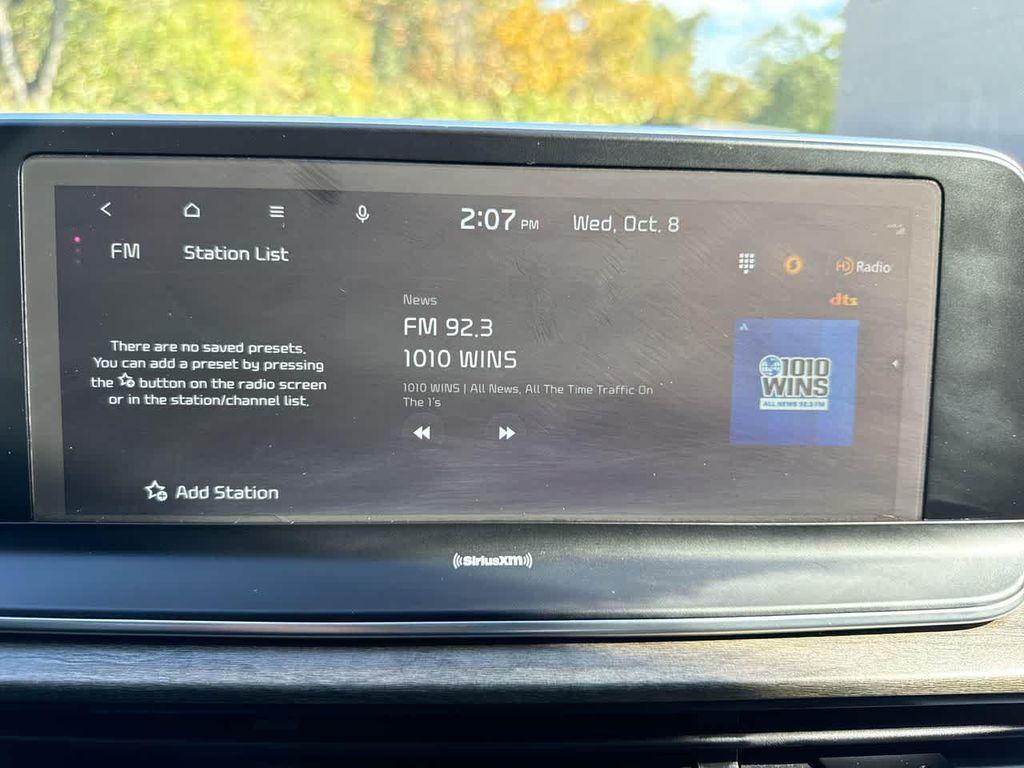 2:07 PM Wed, Oct. 8
FM Station List
HD Radio
dts
News
FM 92.3
1010 WINS
1010 WINS | All News, All The Time Traffic On
The 1's
There are no saved presets.
You can add a preset by pressing
the button on the radio screen
or in the station/channel list.
Add Station
1010
WINS
ALL NEWS 92.3 FM
((SiriusXM))